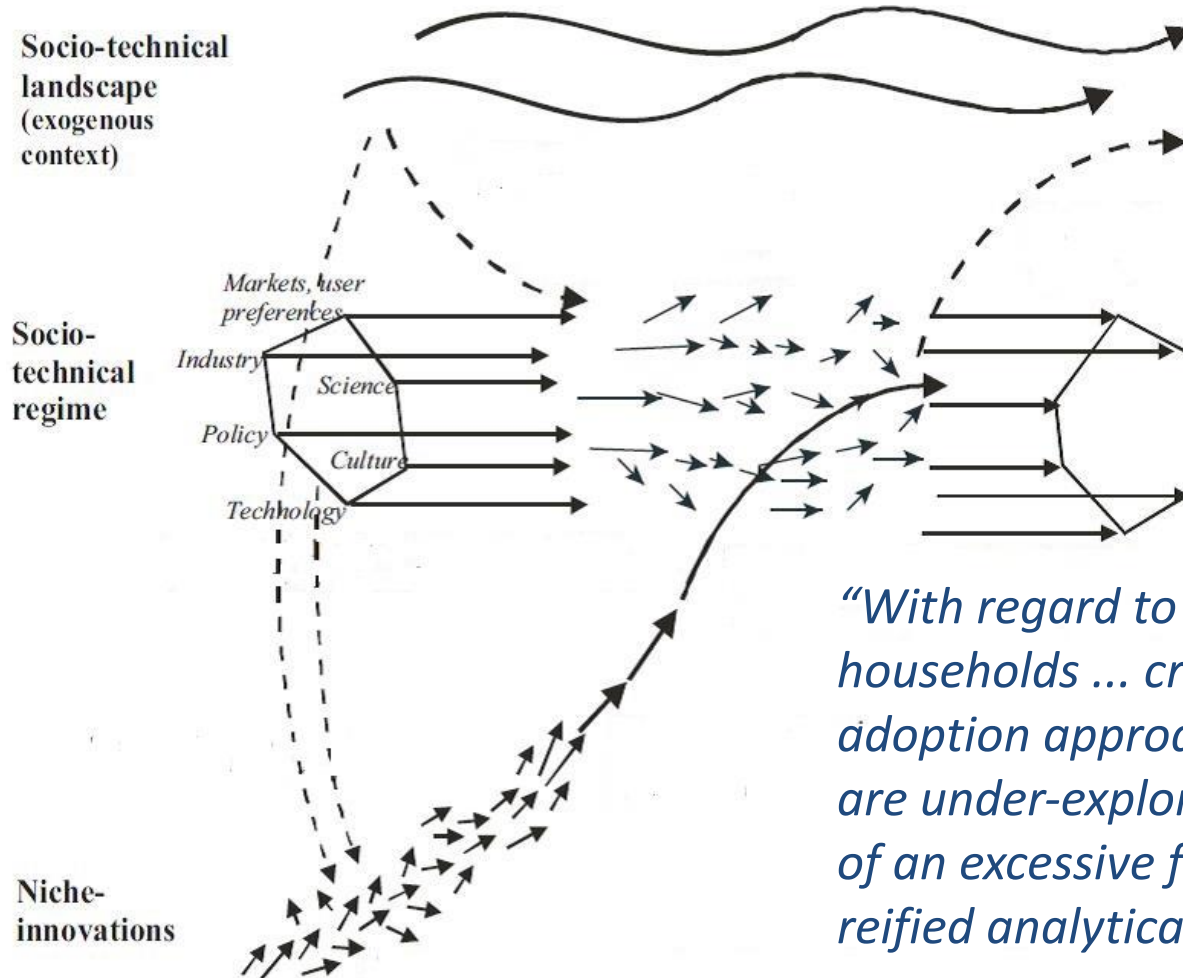 Socio-technical
landscape
(exogenous
context)
Markets, user
preferences
Socio-
technical
regime
Industry
Science
Policy
Culture
Technology
“With regard to
households ... cr
adoption approa
are under-explor
of an excessive f
reified analytica
Niche-
innovations